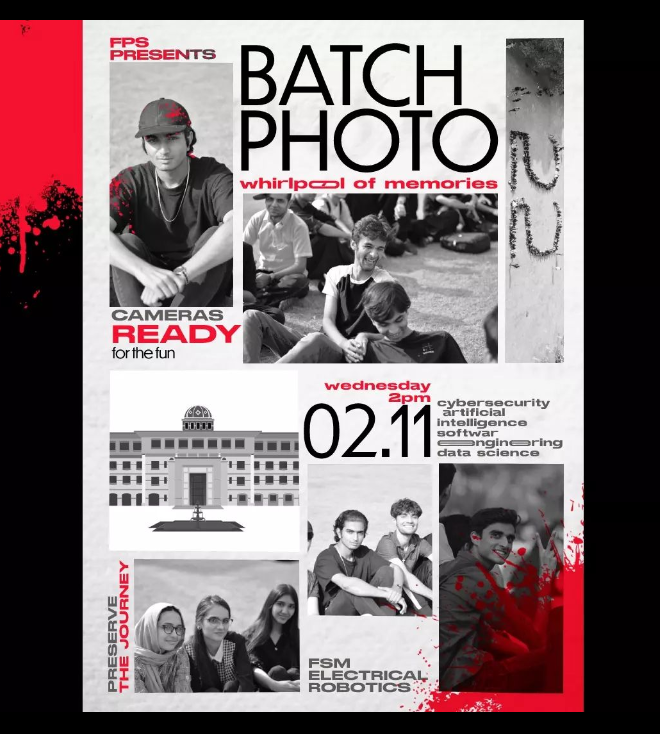 FPS
PRESENTS
BATCH
PHOTO
whirlpool of memories
CAMERAS
READY
for the fun
wednesday
2pm
02.11
cybersecurity
artificial
intelligence
softwar
engineering
data science
PRESERVE
THE JOURNEY
FSM
ELECTRICAL
ROBOTICS